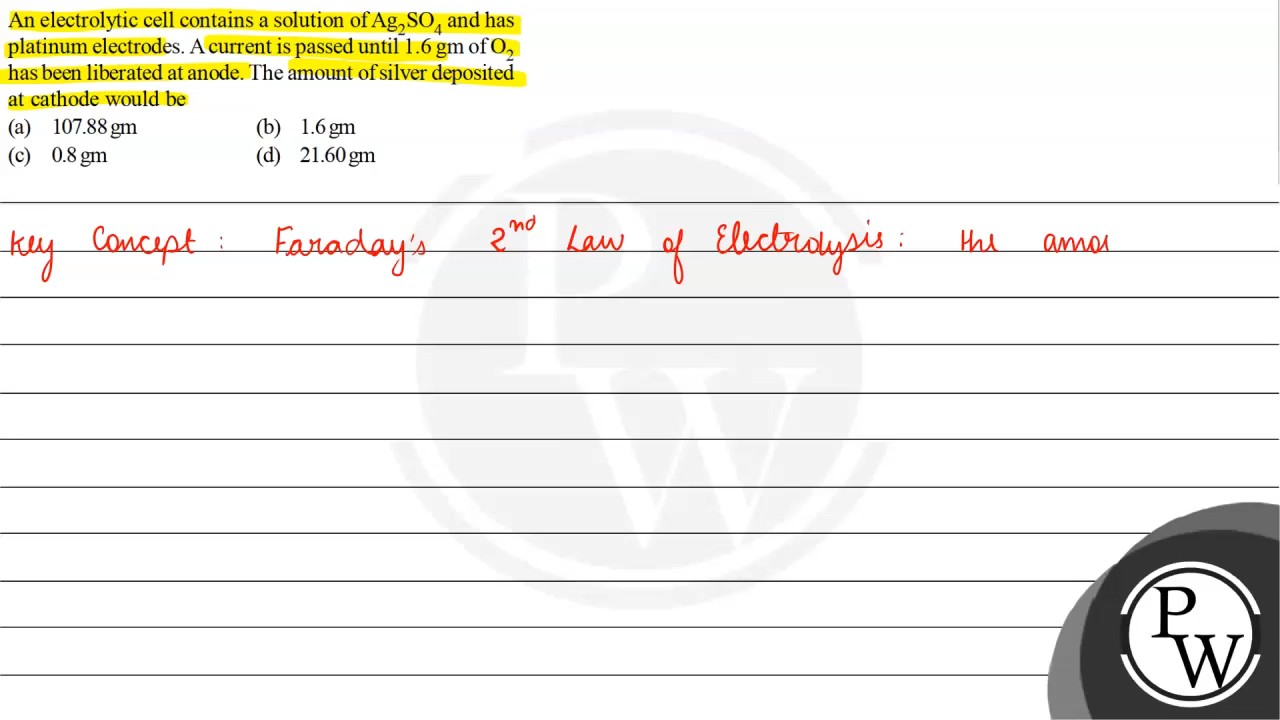 An electrolytic cell contains a solution of Ag₂SO₄ and has
platinum electrodes. A current is passed until 1.6 gm of O₂
has been liberated at anode. The amount of silver deposited
at cathode would be
(a) 107.88 gm (b) 1.6 gm
(c) 0.8 gm (d) 21.60 gm
Key Concept : Faraday's 2nd Law of Electrolysis : the amou
P
W
P
W